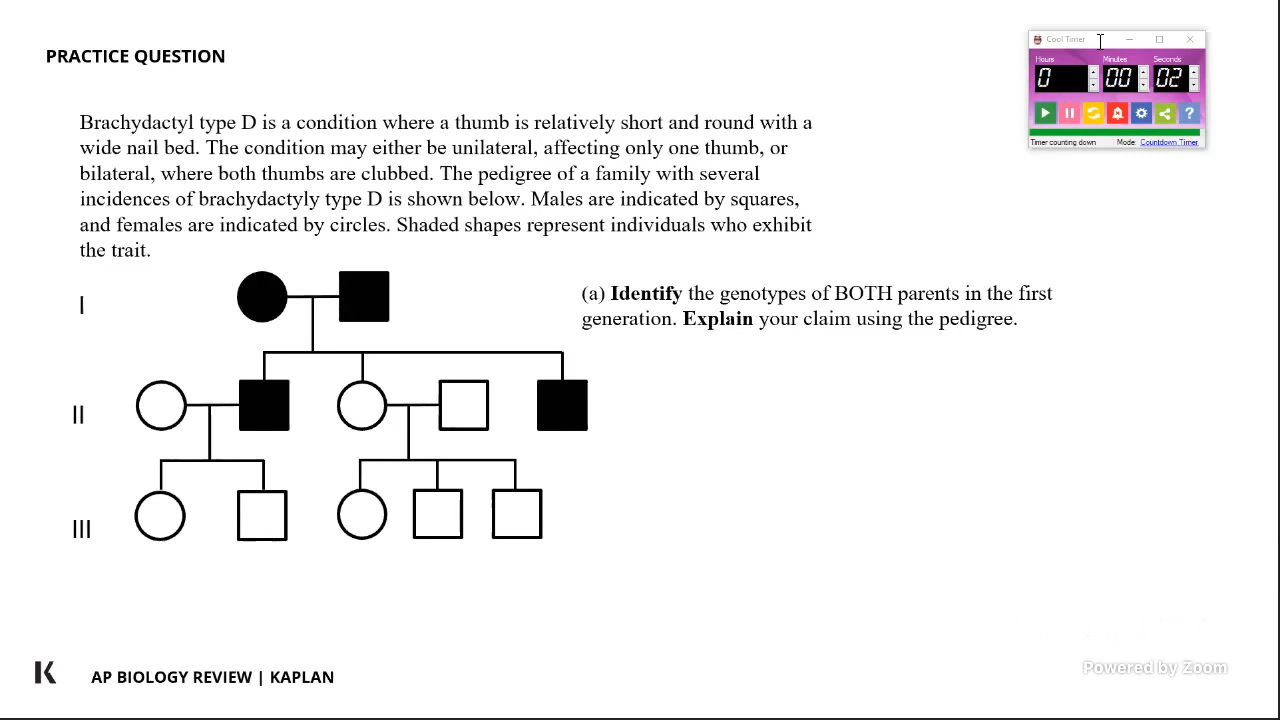 PRACTICE QUESTION
Cool Timer
Hours
Minutes
Seconds
0
00
02
?
Timer counting down
Mode: Countdown Timer
Brachydactyl type D is a condition where a thumb is relatively short and round with a
wide nail bed. The condition may either be unilateral, affecting only one thumb, or
bilateral, where both thumbs are clubbed. The pedigree of a family with several
incidences of brachydactyly type D is shown below. Males are indicated by squares,
and females are indicated by circles. Shaded shapes represent individuals who exhibit
the trait.
(a) Identify the genotypes of BOTH parents in the first
generation. Explain your claim using the pedigree.
I
II
III
K
AP BIOLOGY REVIEW | KAPLAN
Powered by Zoom